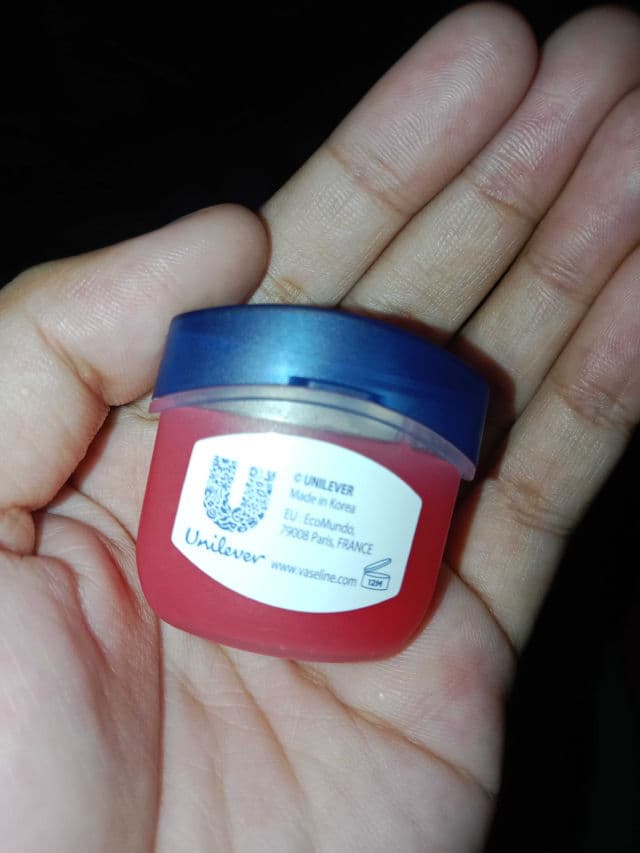 © UNILEVER
Made in Korea
EU : EcoMundo,
79008 Paris, FRANCE
Unilever
www.vaseline.com
12M